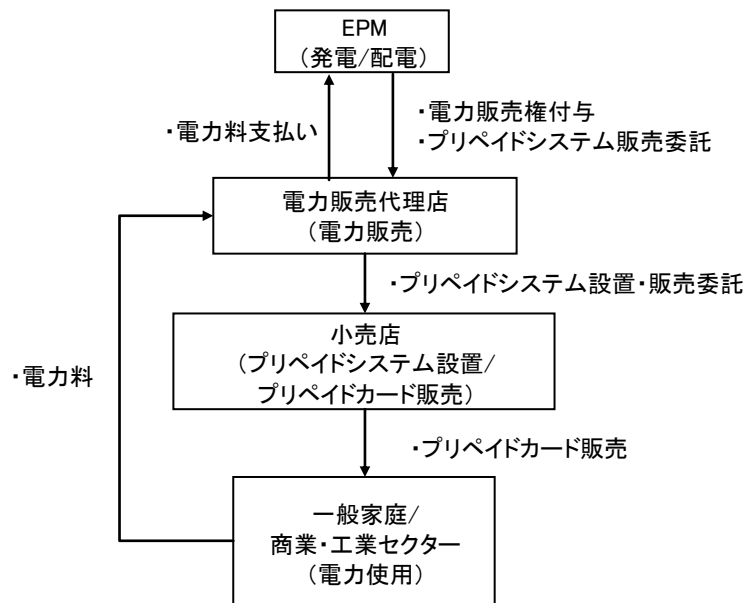 EPM
(発電/配電)
・電力料支払い
・電力販売権付与
・プリペイドシステム販売委託
電力販売代理店
(電力販売)
・プリペイドシステム設置・販売委託
小売店
(プリペイドシステム設置/
プリペイドカード販売)
・電力料
・プリペイドカード販売
一般家庭/
商業・工業セクター
(電力使用)